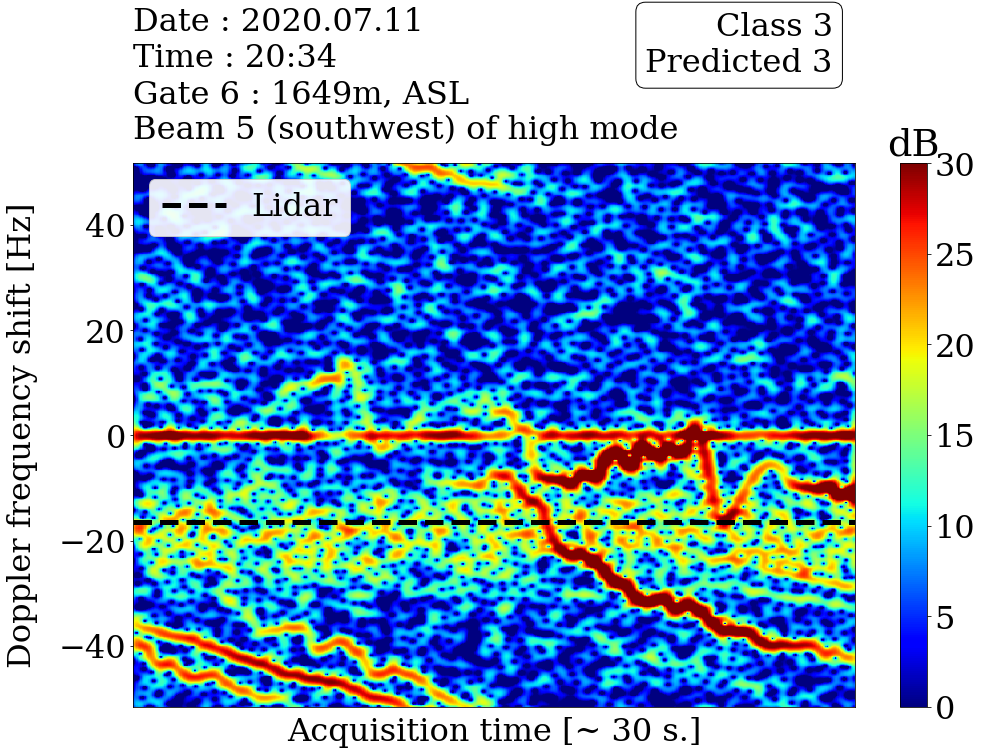 Date : 2020.07.11
Time : 20:34
Gate 6 : 1649m, ASL
Beam 5 (southwest) of high mode
Class 3
Predicted 3
dB
Lidar
Doppler frequency shift [Hz]
40
20
0
−20
−40
30
25
20
15
10
5
0
Acquisition time [~ 30 s.]